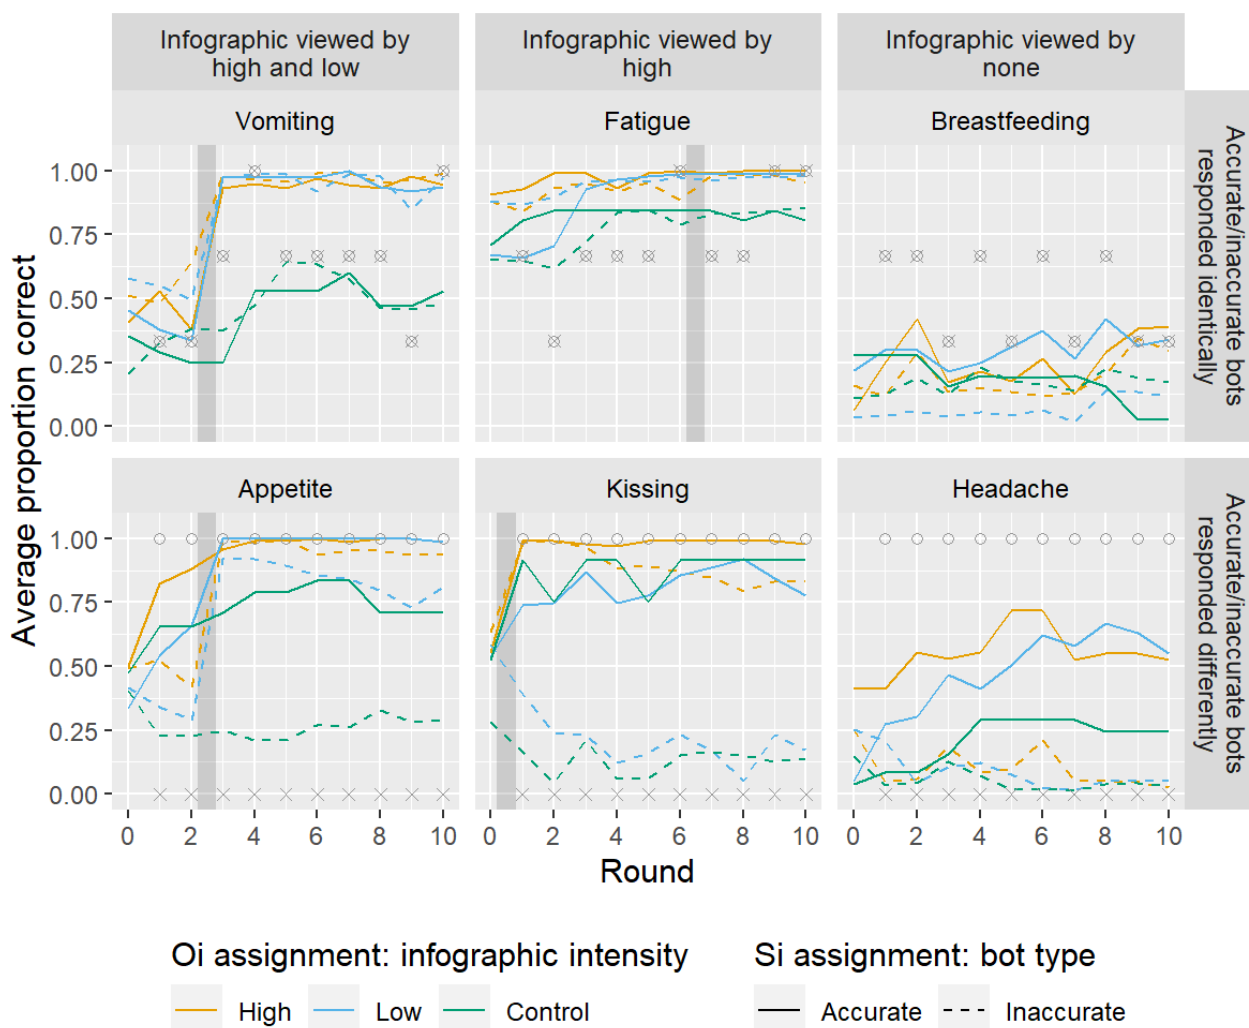 Infographic viewed by
high and low
Infographic viewed by
high
Infographic viewed by
none
Vomiting
Fatigue
Breastfeeding
Accurate/inaccurate bots
responded identically
1.00
0.75
0.50
0.25
0.00
Average proportion correct
Appetite
Kissing
Headache
Accurate/inaccurate bots
responded differently
1.00
0.75
0.50
0.25
0.00
0 2 4 6 8 10
0 2 4 6 8 10
0 2 4 6 8 10
Round
Oi assignment: infographic intensity
High Low Control
Si assignment: bot type
Accurate Inaccurate